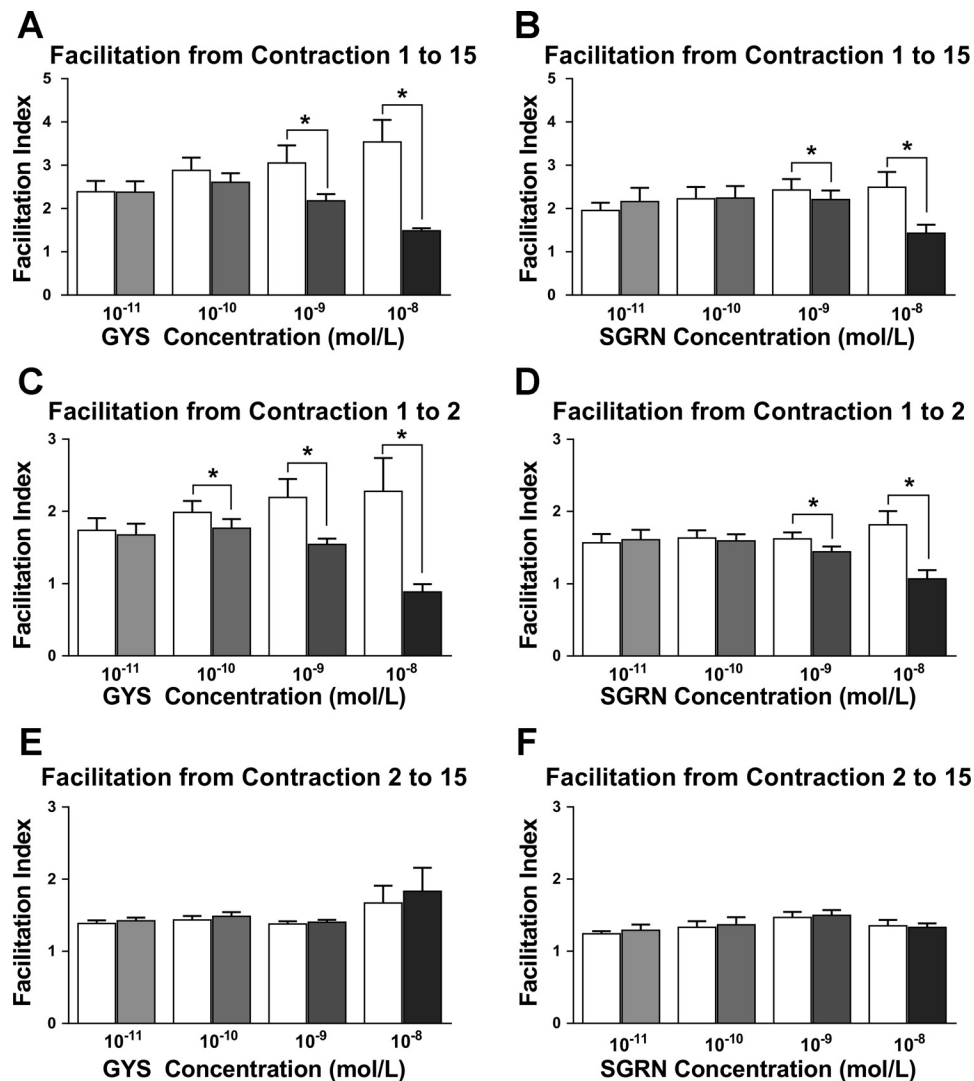 A
Facilitation from Contraction 1 to 15
Facilitation Index
5
4
3
2
1
0
*
*
10⁻¹¹ 10⁻¹⁰ 10⁻⁹ 10⁻⁸
GYS Concentration (mol/L)
B
Facilitation from Contraction 1 to 15
Facilitation Index
5
4
3
2
1
0
*
*
10⁻¹¹ 10⁻¹⁰ 10⁻⁹ 10⁻⁸
SGRN Concentration (mol/L)
C
Facilitation from Contraction 1 to 2
Facilitation Index
3
2
1
0
*
*
*
10⁻¹¹ 10⁻¹⁰ 10⁻⁹ 10⁻⁸
GYS Concentration (mol/L)
D
Facilitation from Contraction 1 to 2
Facilitation Index
3
2
1
0
*
*
10⁻¹¹ 10⁻¹⁰ 10⁻⁹ 10⁻⁸
SGRN Concentration (mol/L)
E
Facilitation from Contraction 2 to 15
Facilitation Index
3
2
1
0
10⁻¹¹ 10⁻¹⁰ 10⁻⁹ 10⁻⁸
GYS Concentration (mol/L)
F
Facilitation from Contraction 2 to 15
Facilitation Index
3
2
1
0
10⁻¹¹ 10⁻¹⁰ 10⁻⁹ 10⁻⁸
SGRN Concentration (mol/L)